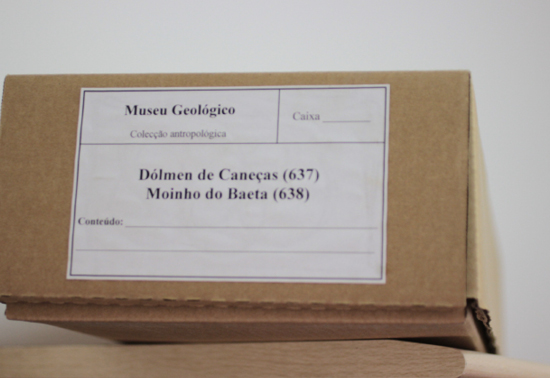 Museu Geológico
Colecção antropológica
Caixa ________
Dólmen de Caneças (637)
Moinho do Baeta (638)
Conteúdo: